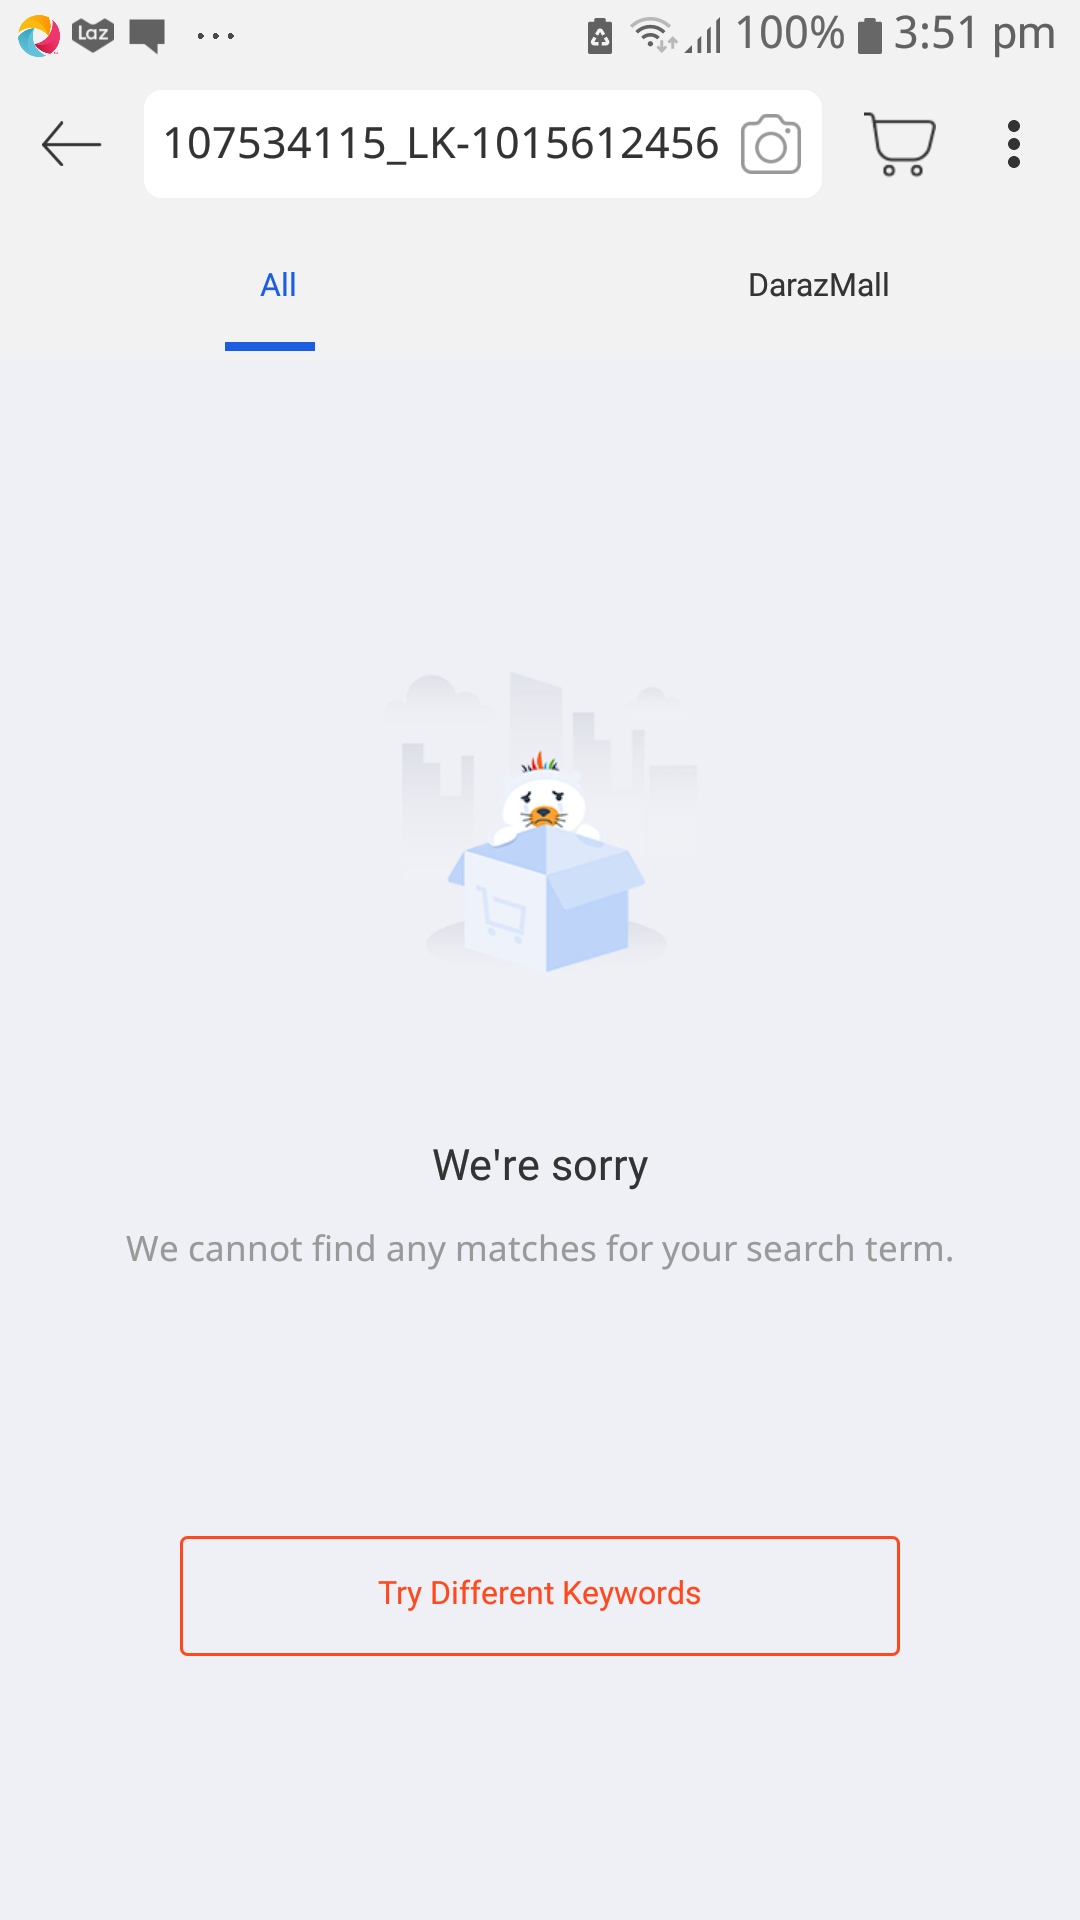 Laz
100% 3:51 pm
107534115_LK-1015612456
All
DarazMall
We're sorry
We cannot find any matches for your search term.
Try Different Keywords